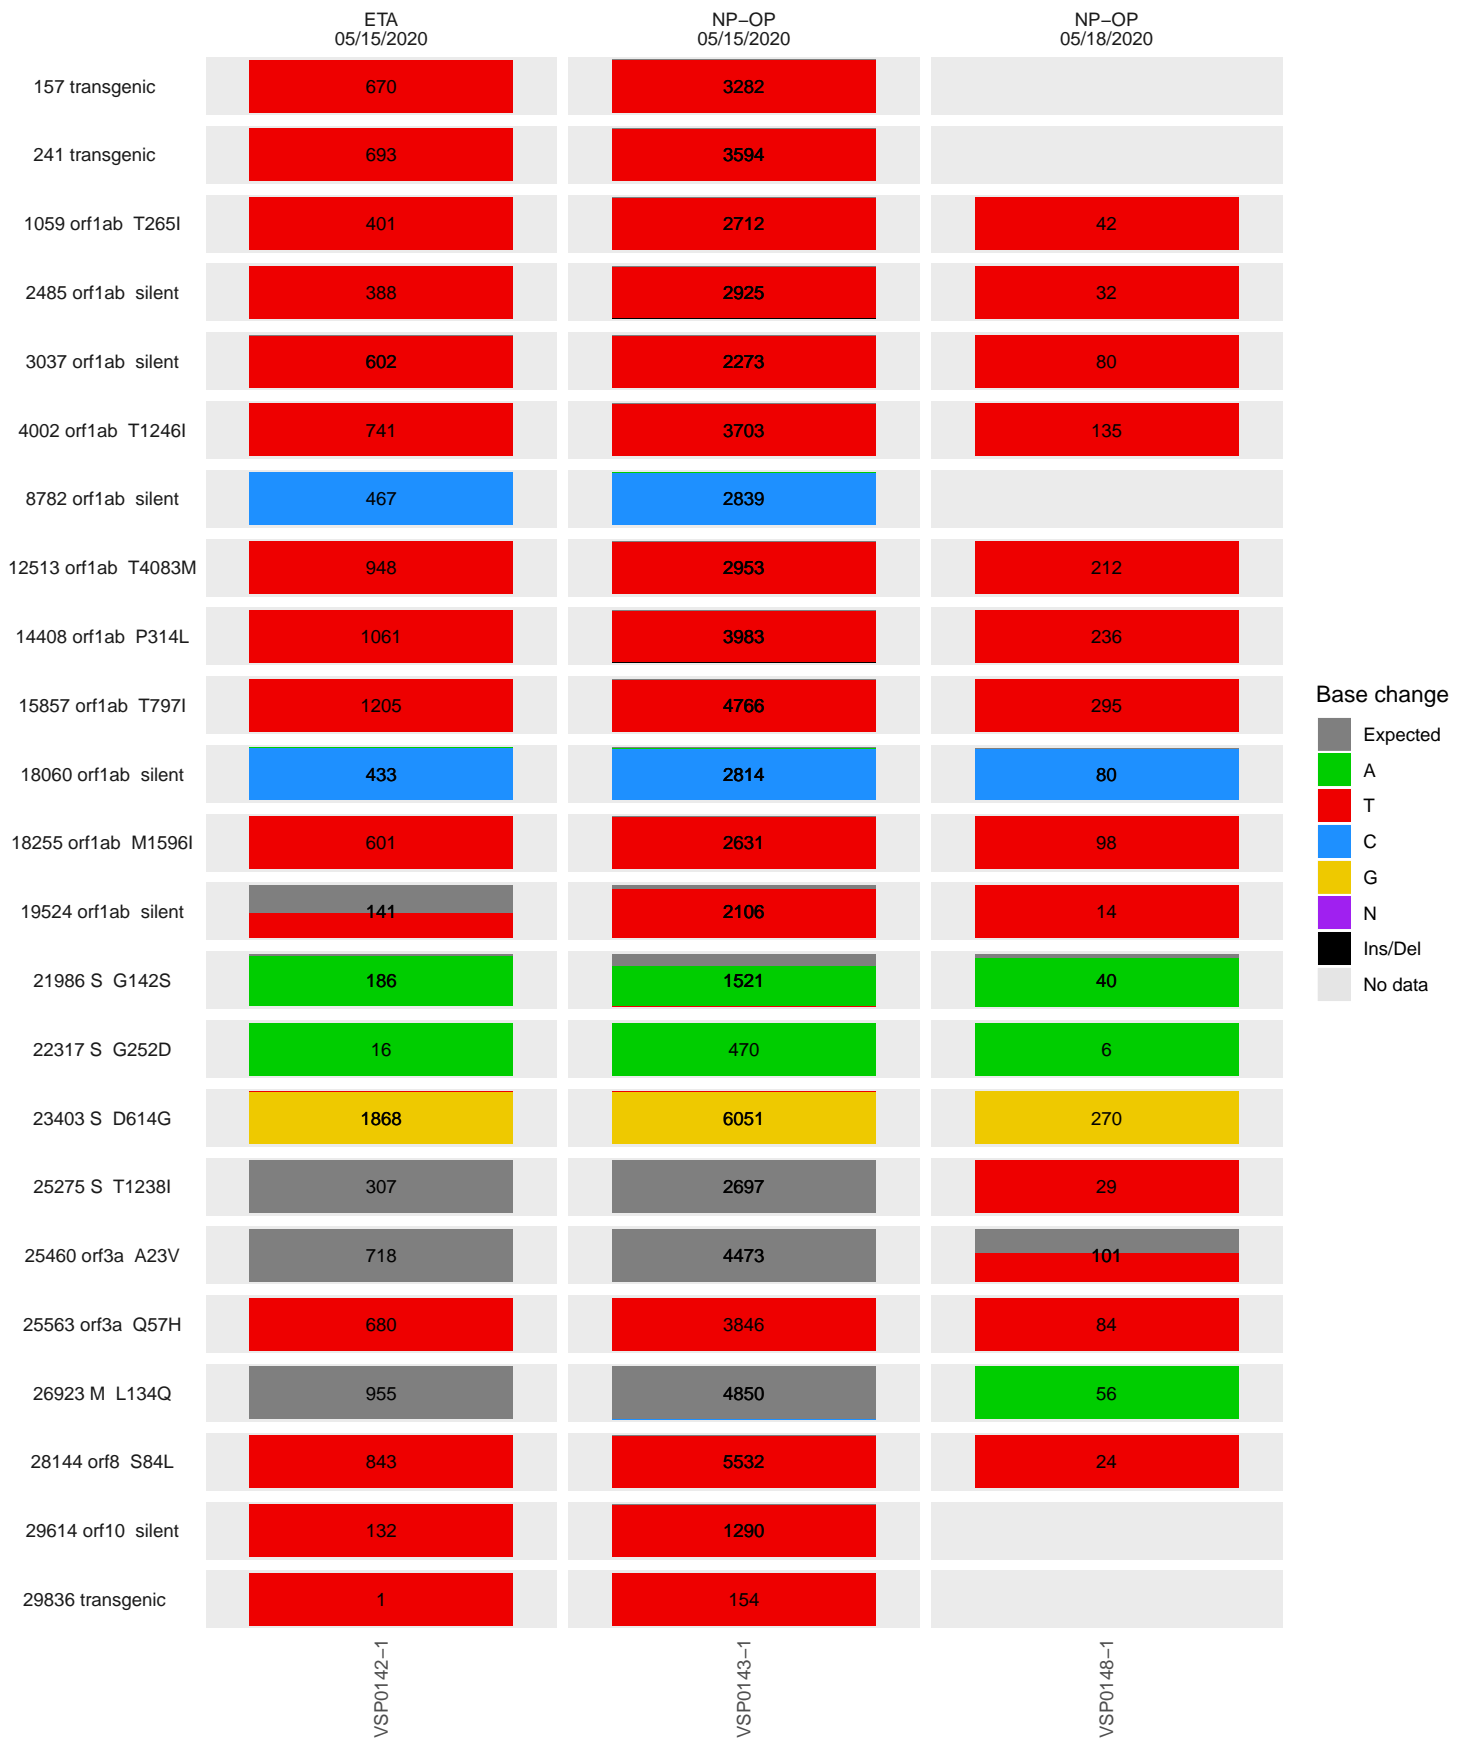 ETA NP−OP NP−OP
05/15/2020 05/15/2020 05/18/2020
157 transgenic 670 3282
241 transgenic 693 3594
1059 orf1ab T265I 401 2712 42
2485 orf1ab silent 388 2925 32
3037 orf1ab silent 602 2273 80
4002 orf1ab T1246I 741 3703 135
8782 orf1ab silent 467 2839
12513 orf1ab T4083M 948 2953 212
14408 orf1ab P314L 1061 3983 236
15857 orf1ab T797I 1205 4766 295
18060 orf1ab silent 433 2814 80
18255 orf1ab M1596I 601 2631 98
19524 orf1ab silent 141 2106 14
21986 S G142S 186 1521 40
22317 S G252D 16 470 6
23403 S D614G 1868 6051 270
25275 S T1238I 307 2697 29
25460 orf3a A23V 718 4473 101
25563 orf3a Q57H 680 3846 84
26923 M L134Q 955 4850 56
28144 orf8 S84L 843 5532 24
29614 orf10 silent 132 1290
29836 transgenic 1 154
VSP0142−1 VSP0143−1 VSP0148−1
Base change
Expected
A
T
C
G
N
Ins/Del
No data